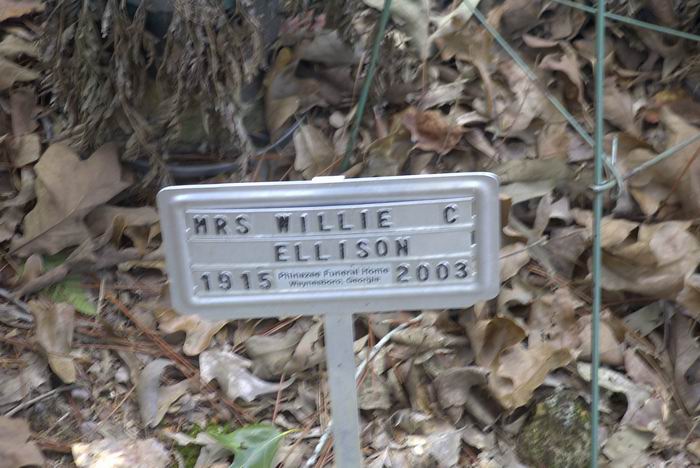 MRS WILLIE C
ELLISON
1915 Phinazee Funeral Home 2003
Waynesboro, Georgia